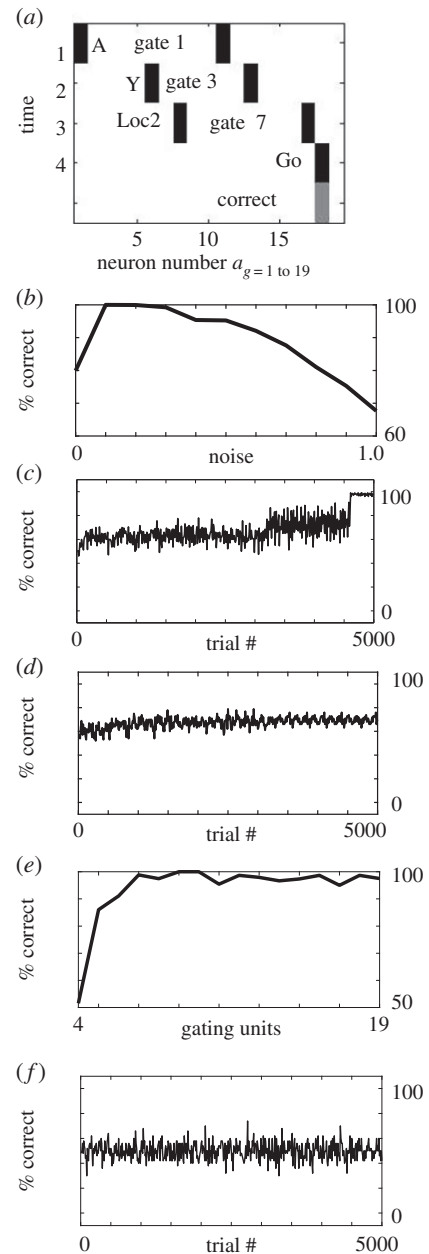 (a)
1 A gate 1
2 Y gate 3
3 Loc2 gate 7
4 Go
correct
time
5 10 15
neuron number a_{g = 1 to 19}
(b)
% correct
100
60
0 noise 1.0
(c)
% correct
100
0
0 trial # 5000
(d)
% correct
100
0
0 trial # 5000
(e)
% correct
100
50
4 gating units 19
(f)
% correct
100
0
0 trial # 5000